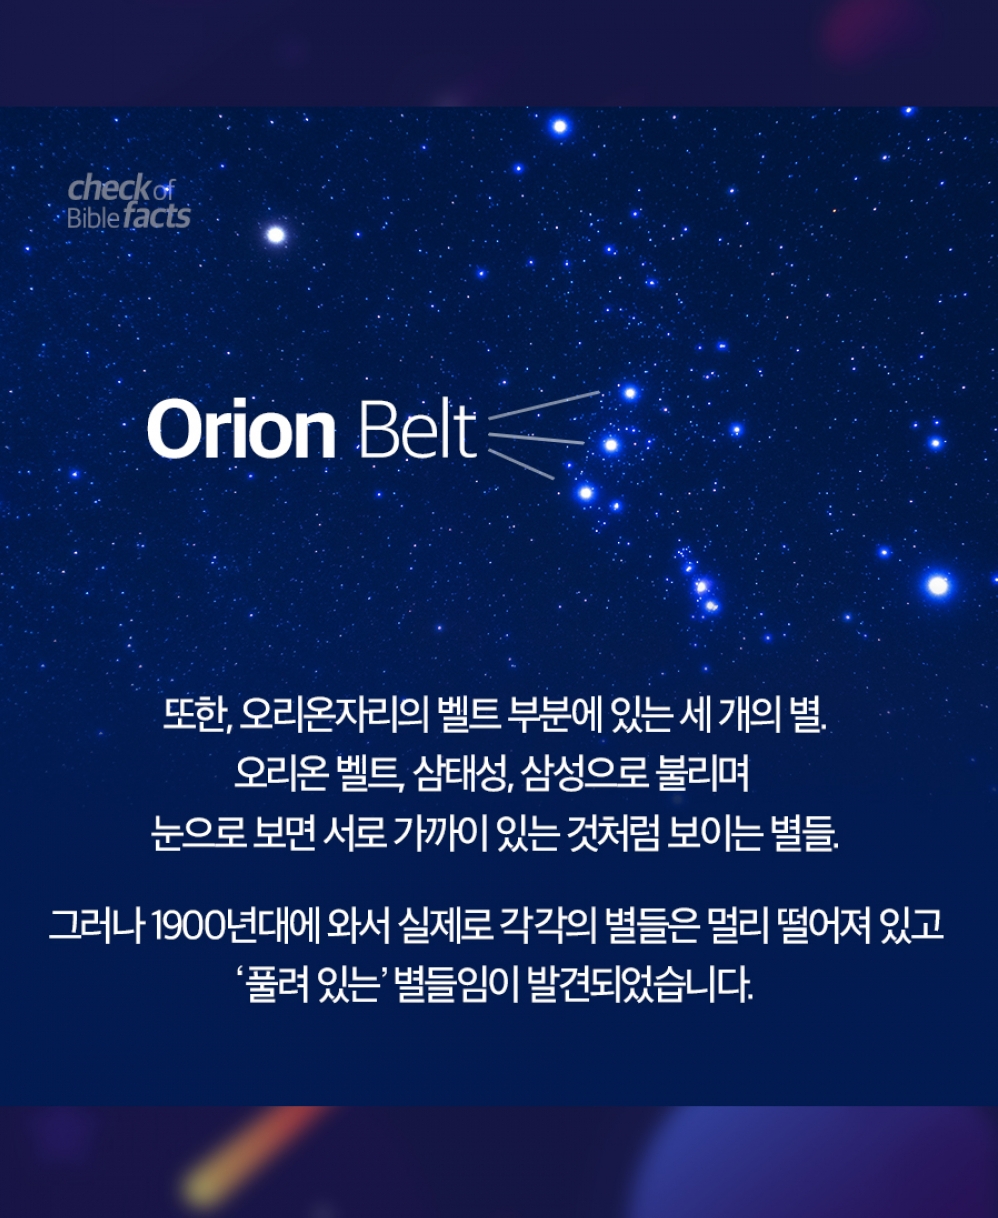 check of
Bible facts
Orion Belt
또한, 오리온자리의 벨트 부분에 있는 세 개의 별.
오리온 벨트, 삼태성, 삼성으로 불리며
눈으로 보면 서로 가까이 있는 것처럼 보이는 별들.
그러나 1900년대에 와서 실제로 각각의 별들은 멀리 떨어져 있고
‘풀려 있는’ 별들임이 발견되었습니다.